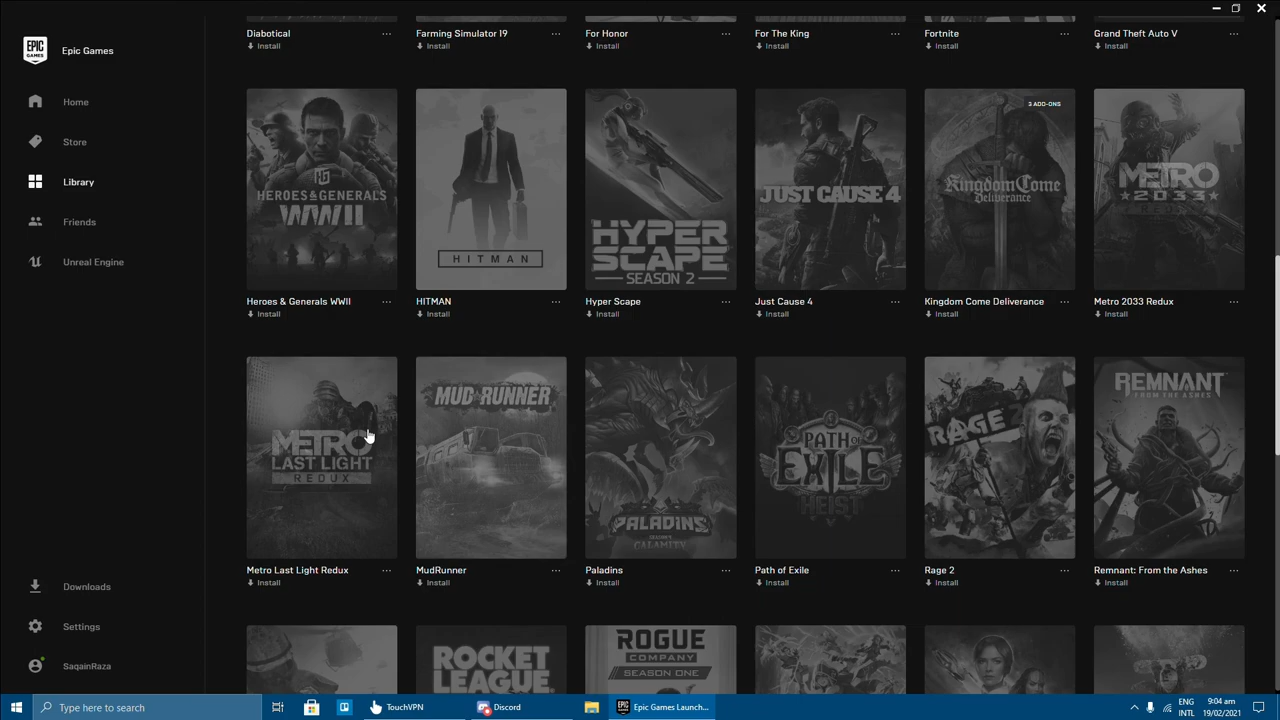 Diabotical
Install
Farming Simulator 19
Install
For Honor
Install
For The King
Install
Fortnite
Install
Grand Theft Auto V
Install
EPIC
GAMES
Epic Games
Home
Store
Library
Friends
Unreal Engine
HEROES & GENERALS
WWII
HITMAN
HYPER
SCAPE
SEASON 2
JUST CAUSE 4
3 ADD-ONS
KingdomCome
Deliverance
METRO
2033
REDUX
Heroes & Generals WWII
Install
HITMAN
Install
Hyper Scape
Install
Just Cause 4
Install
Kingdom Come Deliverance
Install
Metro 2033 Redux
Install
METRO
LAST LIGHT
REDUX
MUDRUNNER
PALADINS
CALAMITY
PATH OF
EXILE
HEIST
RAGE 2
REMNANT
FROM THE ASHES
Metro Last Light Redux
Install
MudRunner
Install
Paladins
Install
Path of Exile
Install
Rage 2
Install
Remnant: From the Ashes
Install
ROCKET
LEAGUE
ROGUE
COMPANY
SEASON ONE
Downloads
Settings
SaqainRaza
Type here to search
TouchVPN
Discord
Epic Games Launch...
ENG
INTL
9:04 am
19/02/2021